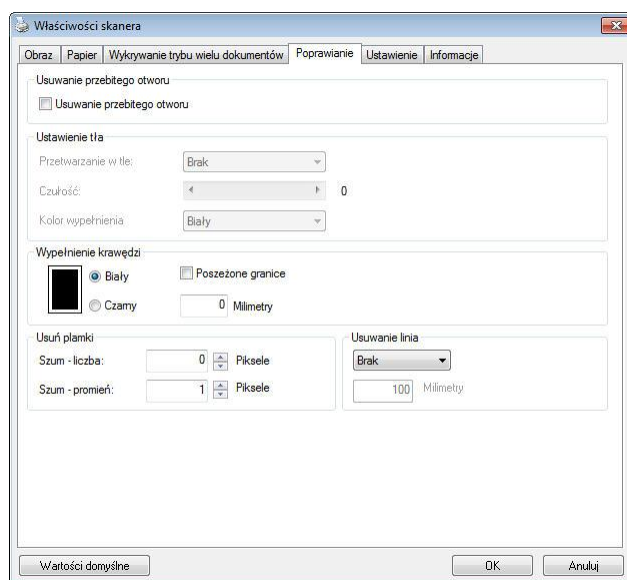 Właściwości skanera
Obraz Papier Wykrywanie trybu wielu dokumentów Poprawianie Ustawienie Informacje
Usuwanie przebitego otworu
Usuwanie przebitego otworu
Ustawienie tła
Przetwarzanie w tle: Brak
Czułość: 0
Kolor wypełnienia Biały
Wypełnienie krawędzi
Biały Poszeżone granice
Czarny 0 Milimetry
Usuń plamki Usuwanie linia
Szum - liczba: 0 Piksele Brak
Szum - promień: 1 Piksele 100 Milimetry
Wartości domyślne OK Anuluj